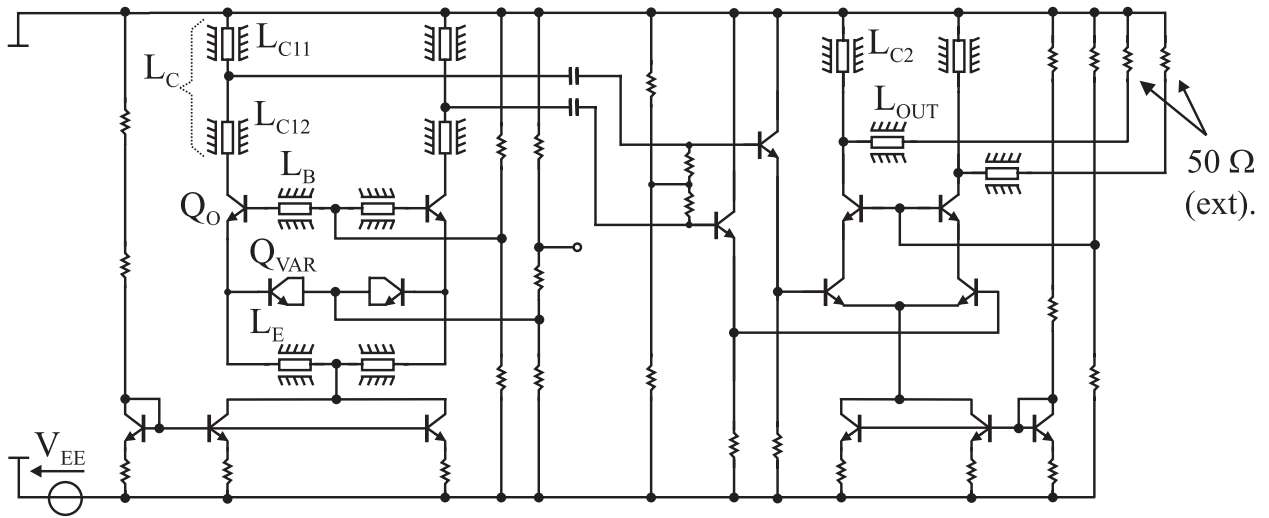 L_C11
L_C
L_C12
L_B
Q_O
Q_VAR
L_E
V_EE
L_C2
L_OUT
50 Ω
(ext).